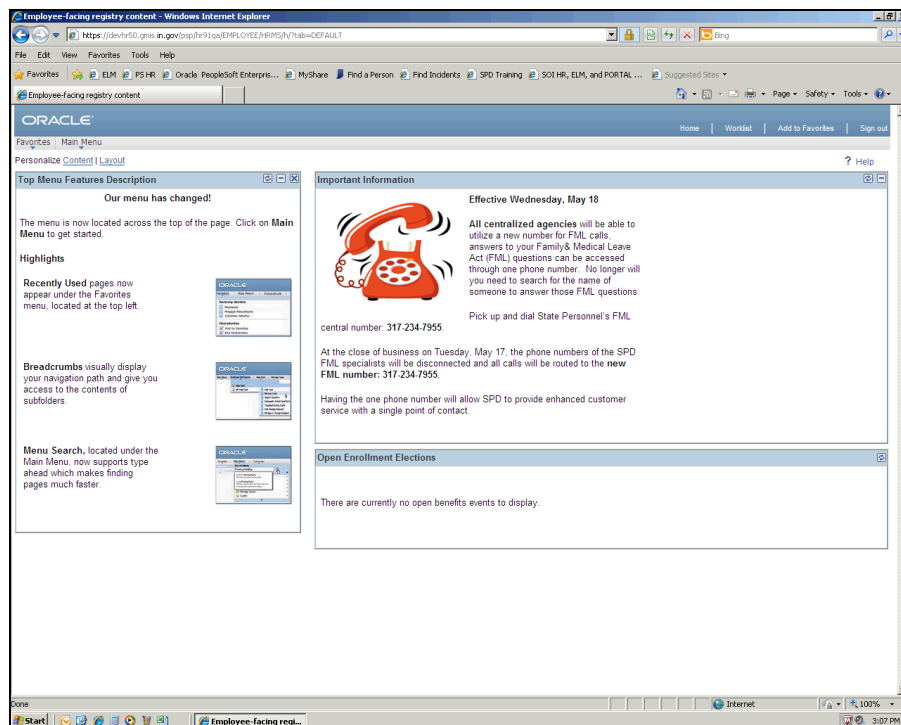 Employee-facing registry content - Windows Internet Explorer
https://devhr50.gmis.in.gov/psp/hr91qa/EMPLOYEE/HRMS/h/?tab=DEFAULT
Bing
File Edit View Favorites Tools Help
Favorites ELM PS HR Oracle PeopleSoft Enterpris... MyShare Find a Person Find Incidents SPD Training SOI HR, ELM, and PORTAL ... Suggested Sites
Employee-facing registry content
Page Safety Tools
ORACLE
Home | Worklist | Add to Favorites | Sign out
Favorites Main Menu
Personalize Content | Layout
? Help
Top Menu Features Description
Our menu has changed!
The menu is now located across the top of the page. Click on Main
Menu to get started.
Highlights
Recently Used pages now
appear under the Favorites
menu, located at the top left.
ORACLE
Breadcrumbs visually display
your navigation path and give you
access to the contents of
subfolders.
ORACLE
Menu Search, located under the
Main Menu, now supports type
ahead which makes finding
pages much faster.
ORACLE
Important Information
Effective Wednesday, May 18
All centralized agencies will be able to
utilize a new number for FML calls,
answers to your Family& Medical Leave
Act (FML) questions can be accessed
through one phone number. No longer will
you need to search for the name of
someone to answer those FML questions.
Pick up and dial State Personnel's FML
central number: 317-234-7955.
At the close of business on Tuesday, May 17, the phone numbers of the SPD
FML specialists will be disconnected and all calls will be routed to the new
FML number: 317-234-7955.
Having the one phone number will allow SPD to provide enhanced customer
service with a single point of contact.
Open Enrollment Elections
There are currently no open benefits events to display.
Done
Internet
100%
Start
Employee-facing regi...
3:07 PM